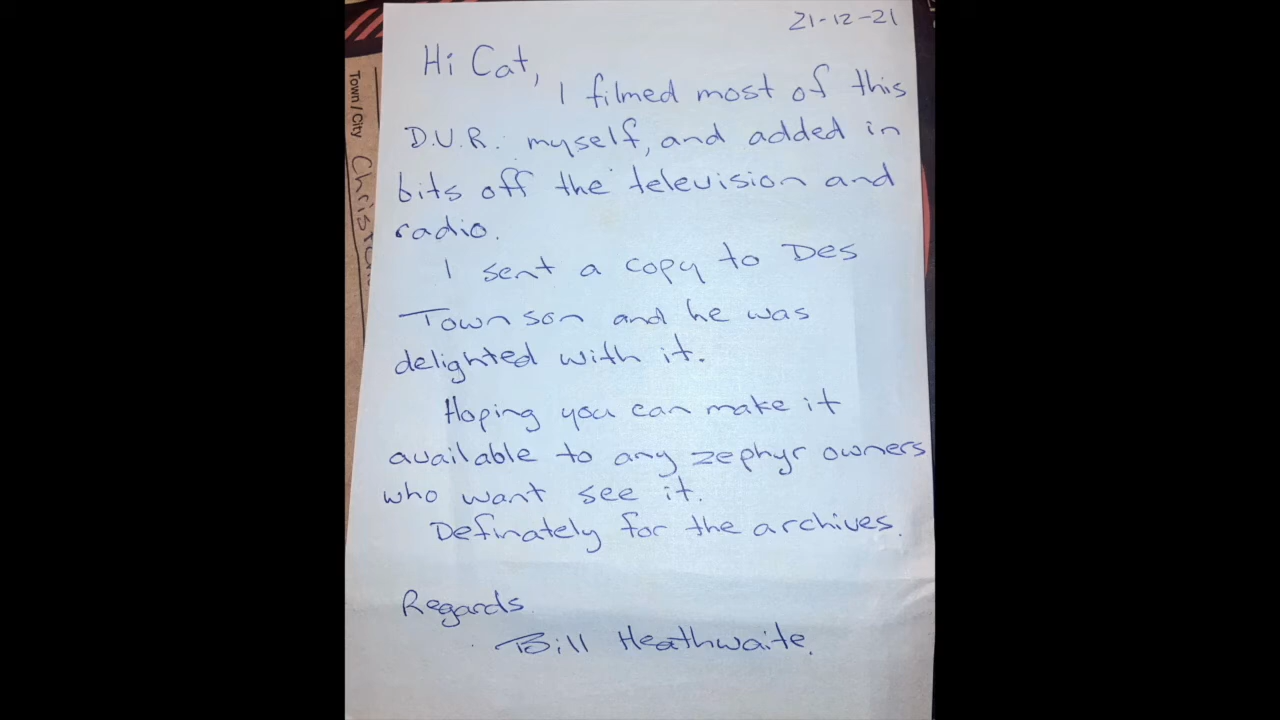 21-12-21
Hi Cat,
I filmed most of this
D.V.R. myself, and added in
bits off the television and
radio.
I sent a copy to Des
Townson and he was
delighted with it.
Hoping you can make it
available to any zephyr owners
who want see it.
Definately for the archives.
Regards
Bill Heathwaite.
Town / City